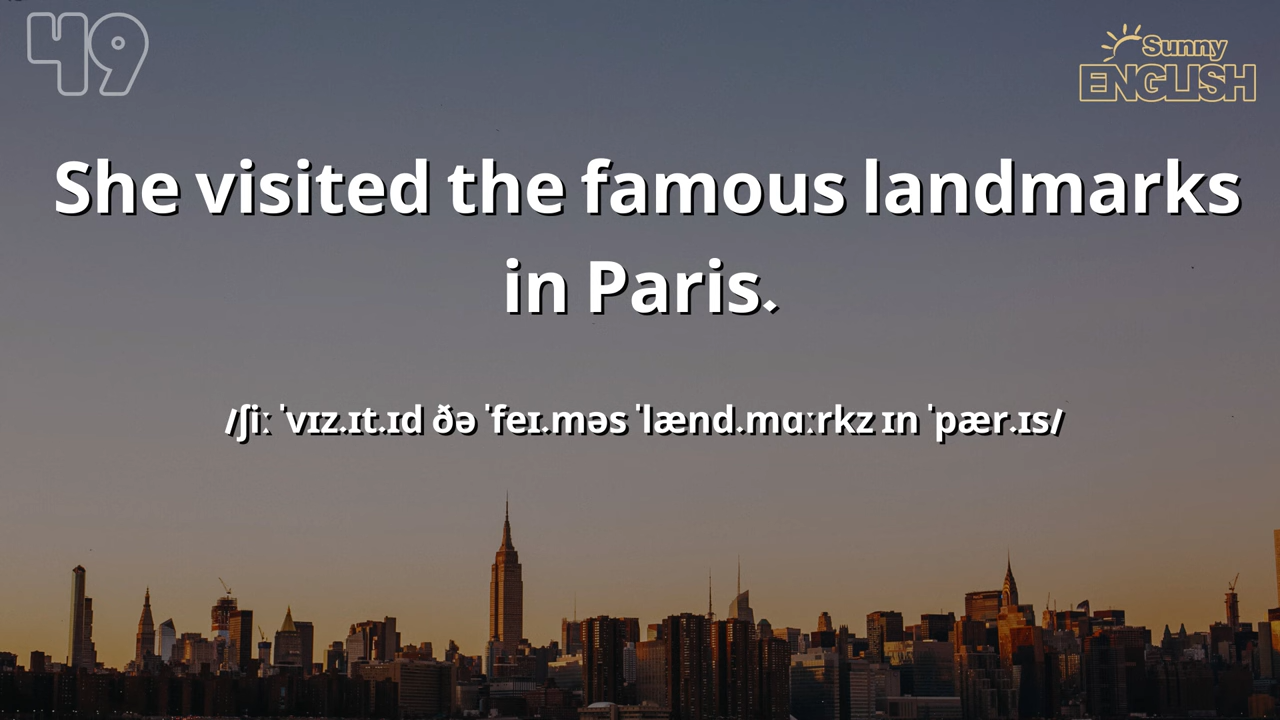 49
Sunny
ENGLISH
She visited the famous landmarks
in Paris.
/ʃiː ˈvɪz.ɪt.ɪd ðə ˈfeɪ.məs ˈlænd.mɑːrkz ɪn ˈpær.ɪs/